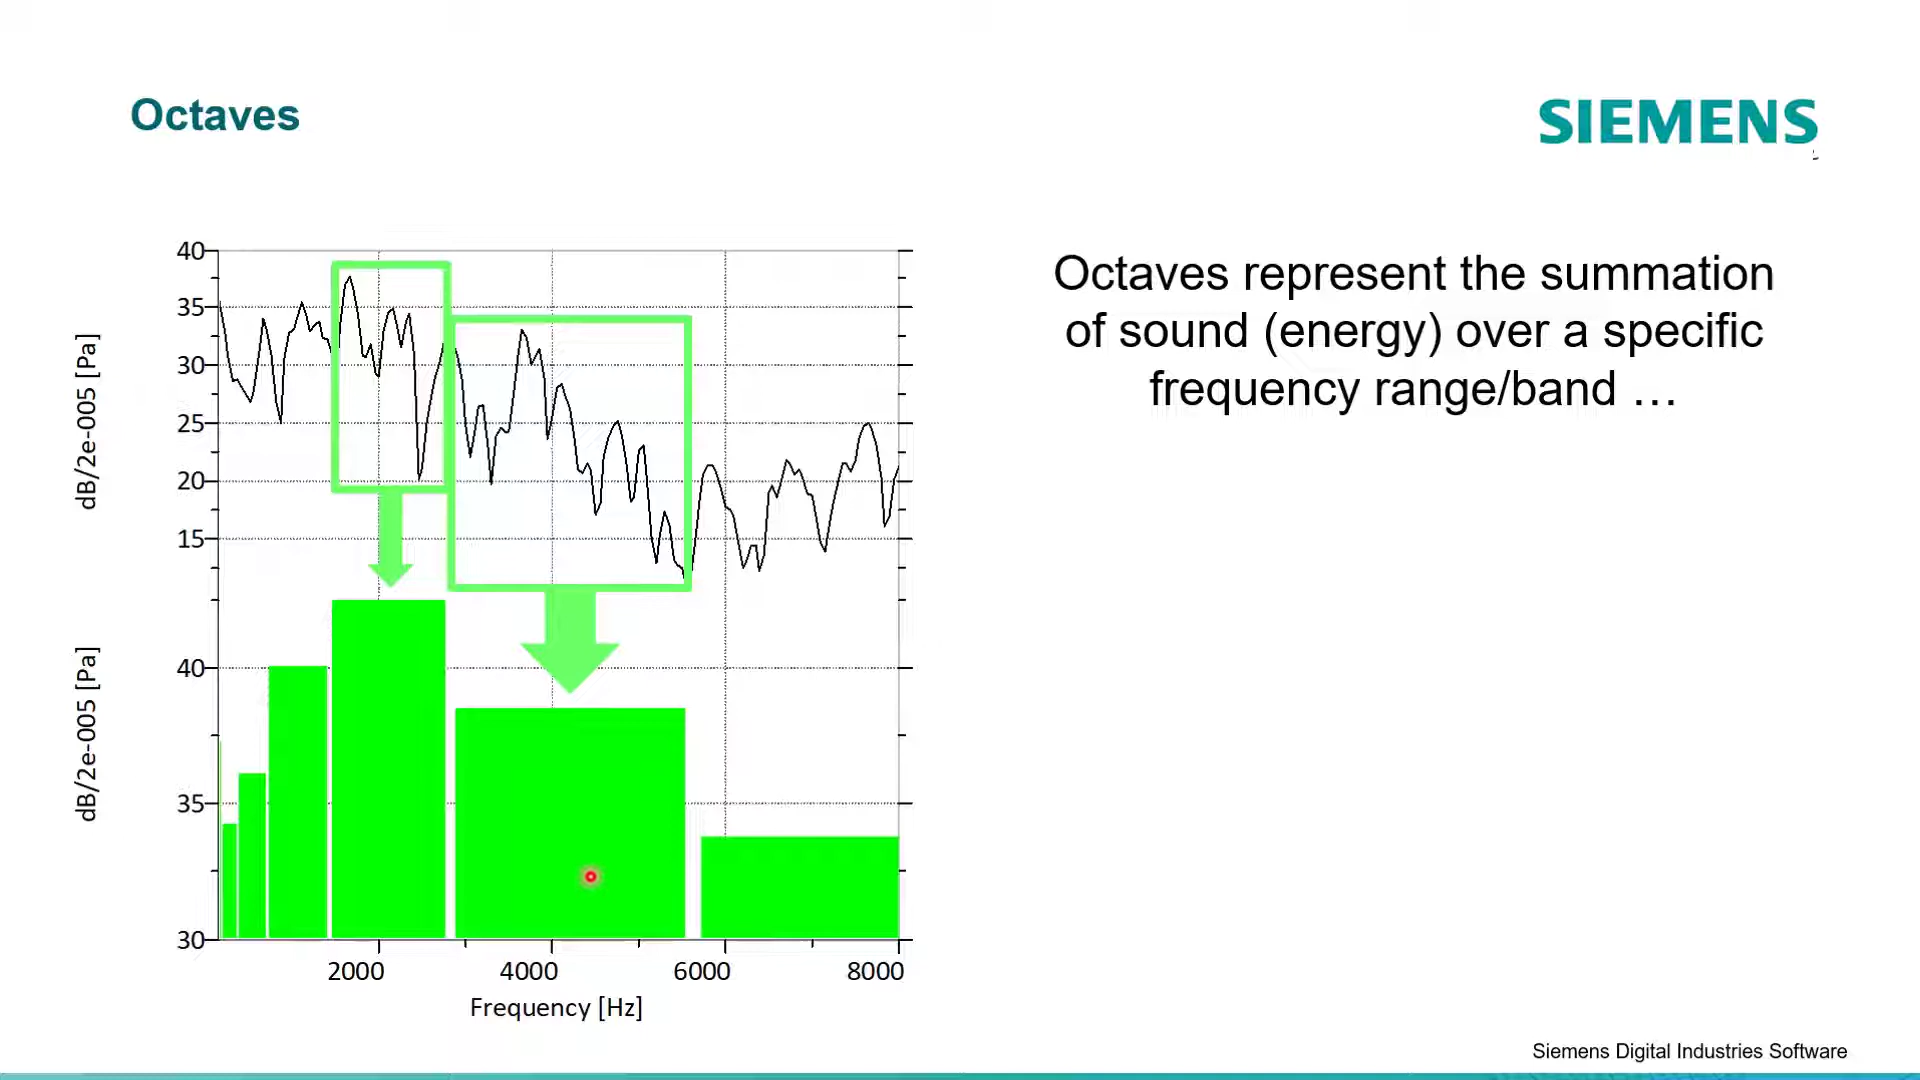 Octaves
SIEMENS
Octaves represent the summation
of sound (energy) over a specific
frequency range/band …
40
35
30
25
20
15
dB/2e-005 [Pa]
40
35
30
dB/2e-005 [Pa]
2000 4000 6000 8000
Frequency [Hz]
Siemens Digital Industries Software